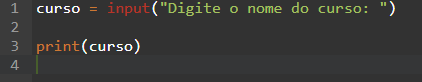 1 curso = input("Digite o nome do curso: ")
2
3 print(curso)
4